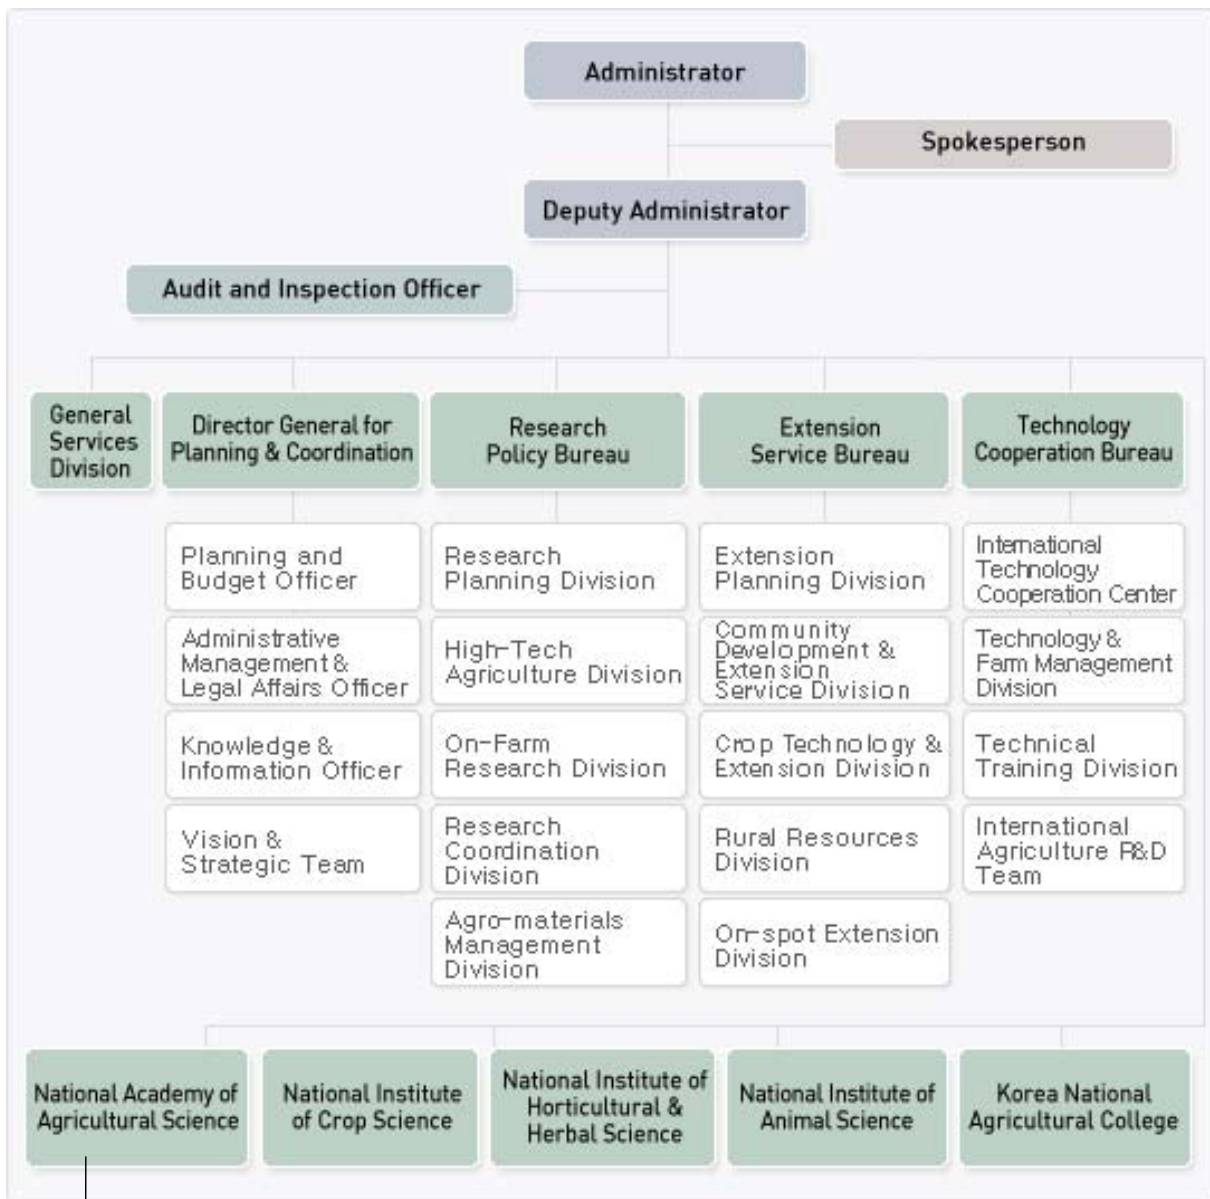 Administrator
Spokesperson
Deputy Administrator
Audit and Inspection Officer
General
Services
Division
Director General for
Planning & Coordination
Research
Policy Bureau
Extension
Service Bureau
Technology
Cooperation Bureau
Planning and
Budget Officer
Administrative
Management &
Legal Affairs Officer
Knowledge &
Information Officer
Vision &
Strategic Team
Research
Planning Division
High-Tech
Agriculture Division
On-Farm
Research Division
Research
Coordination
Division
Agro-materials
Management
Division
Extension
Planning Division
Community
Development &
Extension
Service Division
Crop Technology &
Extension Division
Rural Resources
Division
On-spot Extension
Division
International
Technology
Cooperation Center
Technology &
Farm Management
Division
Technical
Training Division
International
Agriculture R&D
Team
National Academy of
Agricultural Science
National Institute
of Crop Science
National Institute of
Horticultural &
Herbal Science
National Institute of
Animal Science
Korea National
Agricultural College